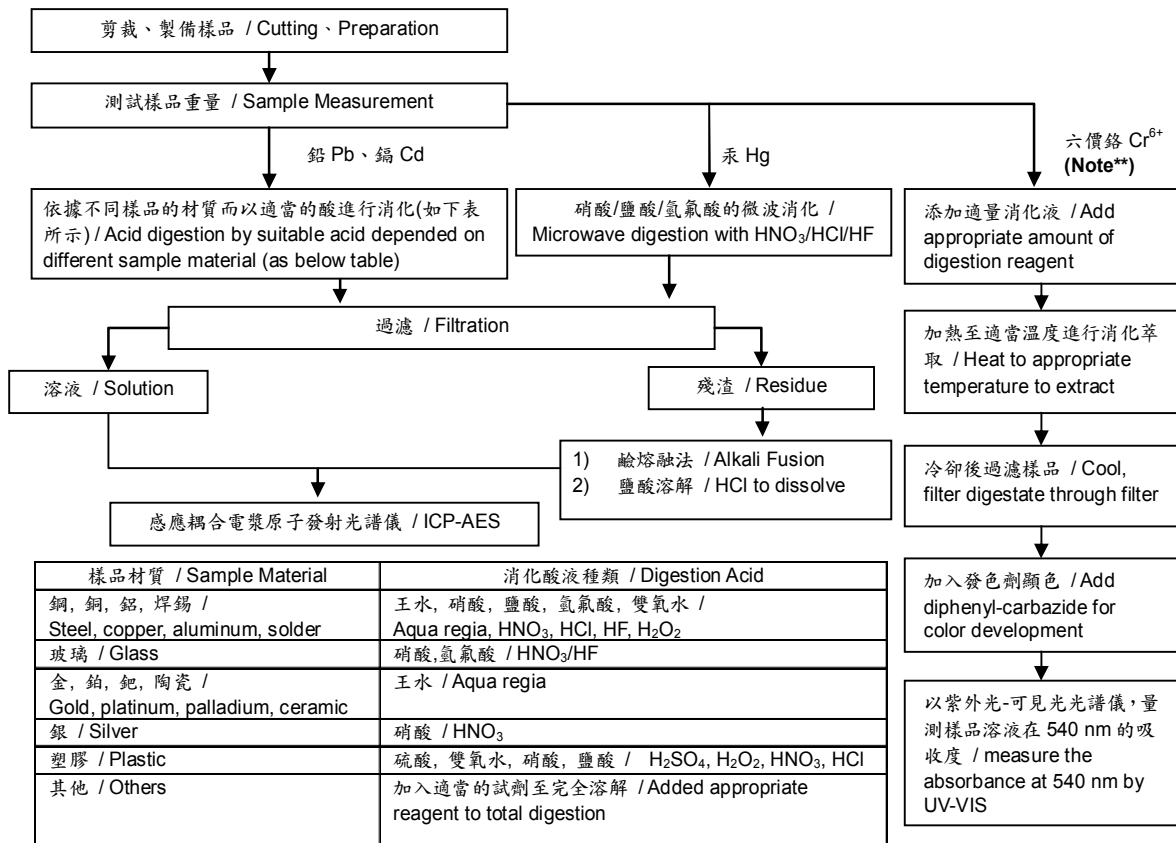 剪裁、製備樣品 / Cutting、Preparation
測試樣品重量 / Sample Measurement
鉛 Pb、鎘 Cd
汞 Hg
六價鉻 Cr⁶⁺
(Note**)
依據不同樣品的材質而以適當的酸進行消化(如下表
所示) / Acid digestion by suitable acid depended on
different sample material (as below table)
硝酸/鹽酸/氫氟酸的微波消化 /
Microwave digestion with HNO₃/HCl/HF
添加適量消化液 / Add
appropriate amount of
digestion reagent
過濾 / Filtration
加熱至適當溫度進行消化萃
取 / Heat to appropriate
temperature to extract
溶液 / Solution
殘渣 / Residue
1) 鹼熔融法 / Alkali Fusion
2) 鹽酸溶解 / HCl to dissolve
冷卻後過濾樣品 / Cool,
filter digestate through filter
感應耦合電漿原子發射光譜儀 / ICP-AES
加入發色劑顯色 / Add
diphenyl-carbazide for
color development
以紫外光-可見光光譜儀，量
測樣品溶液在 540 nm 的吸
收度 / measure the
absorbance at 540 nm by
UV-VIS
樣品材質 / Sample Material
消化酸液種類 / Digestion Acid
鋼, 銅, 鋁, 焊錫 /
Steel, copper, aluminum, solder
王水, 硝酸, 鹽酸, 氫氟酸, 雙氧水 /
Aqua regia, HNO₃, HCl, HF, H₂O₂
玻璃 / Glass
硝酸,氫氟酸 / HNO₃/HF
金, 鉑, 鈀, 陶瓷 /
Gold, platinum, palladium, ceramic
王水 / Aqua regia
銀 / Silver
硝酸 / HNO₃
塑膠 / Plastic
硫酸, 雙氧水, 硝酸, 鹽酸 / H₂SO₄, H₂O₂, HNO₃, HCl
其他 / Others
加入適當的試劑至完全溶解 / Added appropriate
reagent to total digestion